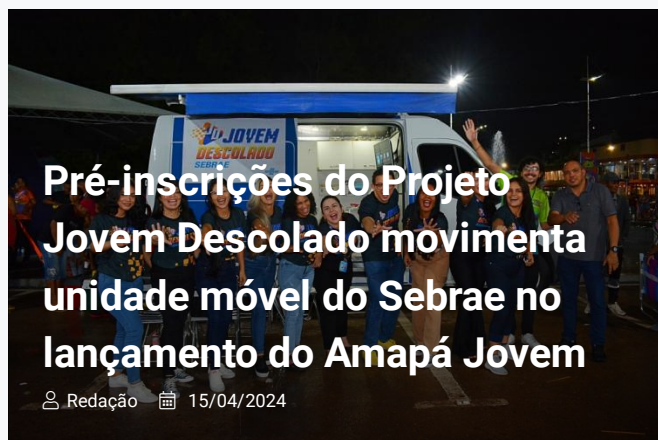 JOVEM
DESCOLADO
SEBRAE
Pré-inscrições do Projeto
Jovem Descolado movimenta
unidade móvel do Sebrae no
lançamento do Amapá Jovem
Redação 15/04/2024